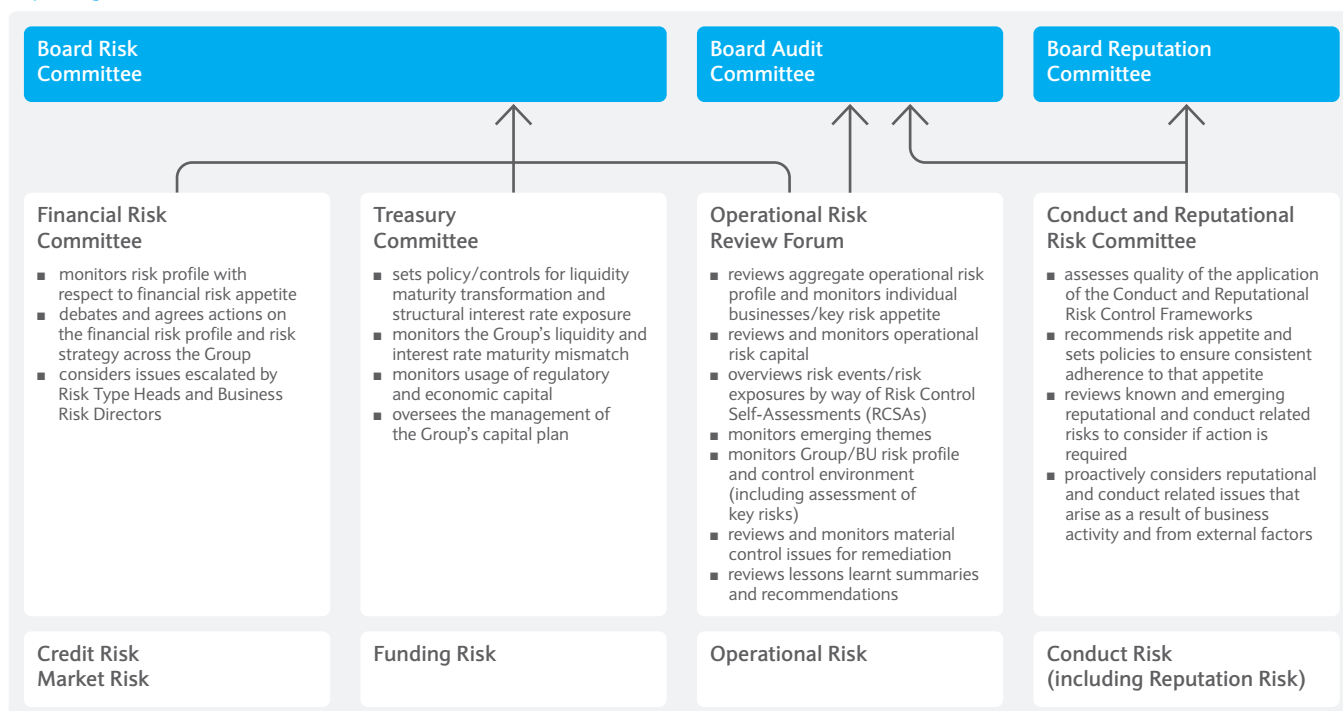 Board Risk
Committee
Board Audit
Committee
Board Reputation
Committee
Financial Risk
Committee
■ monitors risk profile with
respect to financial risk appetite
■ debates and agrees actions on
the financial risk profile and risk
strategy across the Group
■ considers issues escalated by
Risk Type Heads and Business
Risk Directors
Treasury
Committee
■ sets policy/controls for liquidity
maturity transformation and
structural interest rate exposure
■ monitors the Group's liquidity and
interest rate maturity mismatch
■ monitors usage of regulatory
and economic capital
■ oversees the management of
the Group's capital plan
Operational Risk
Review Forum
■ reviews aggregate operational risk
profile and monitors individual
businesses/key risk appetite
■ reviews and monitors operational
risk capital
■ overviews risk events/risk
exposures by way of Risk Control
Self-Assessments (RCSAs)
■ monitors emerging themes
■ monitors Group/BU risk profile
and control environment
(including assessment of
key risks)
■ reviews and monitors material
control issues for remediation
■ reviews lessons learnt summaries
and recommendations
Conduct and Reputational
Risk Committee
■ assesses quality of the application
of the Conduct and Reputational
Risk Control Frameworks
■ recommends risk appetite and
sets policies to ensure consistent
adherence to that appetite
■ reviews known and emerging
reputational and conduct related
risks to consider if action is
required
■ proactively considers reputational
and conduct related issues that
arise as a result of business
activity and from external factors
Credit Risk
Market Risk
Funding Risk
Operational Risk
Conduct Risk
(including Reputation Risk)